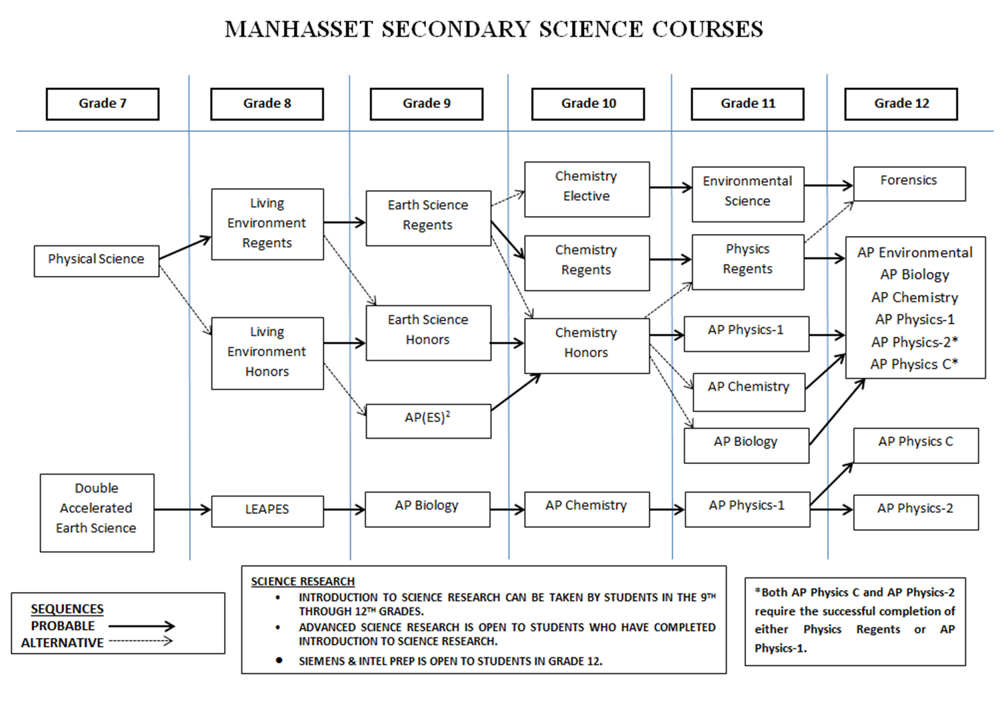 MANHASSET SECONDARY SCIENCE COURSES
Grade 7
Grade 8
Grade 9
Grade 10
Grade 11
Grade 12
Physical Science
Double
Accelerated
Earth Science
Living
Environment
Regents
Living
Environment
Honors
LEAPES
Earth Science
Regents
Earth Science
Honors
AP(ES)²
AP Biology
Chemistry
Elective
Chemistry
Regents
Chemistry
Honors
AP Chemistry
Environmental
Science
Physics
Regents
AP Physics-1
AP Chemistry
AP Biology
AP Physics-1
Forensics
AP Environmental
AP Biology
AP Chemistry
AP Physics-1
AP Physics-2*
AP Physics C*
AP Physics C
AP Physics-2
SEQUENCES
PROBABLE
ALTERNATIVE
SCIENCE RESEARCH
• INTRODUCTION TO SCIENCE RESEARCH CAN BE TAKEN BY STUDENTS IN THE 9TH
THROUGH 12TH GRADES.
• ADVANCED SCIENCE RESEARCH IS OPEN TO STUDENTS WHO HAVE COMPLETED
INTRODUCTION TO SCIENCE RESEARCH.
• SIEMENS & INTEL PREP IS OPEN TO STUDENTS IN GRADE 12.
*Both AP Physics C and AP Physics-2
require the successful completion of
either Physics Regents or AP
Physics-1.